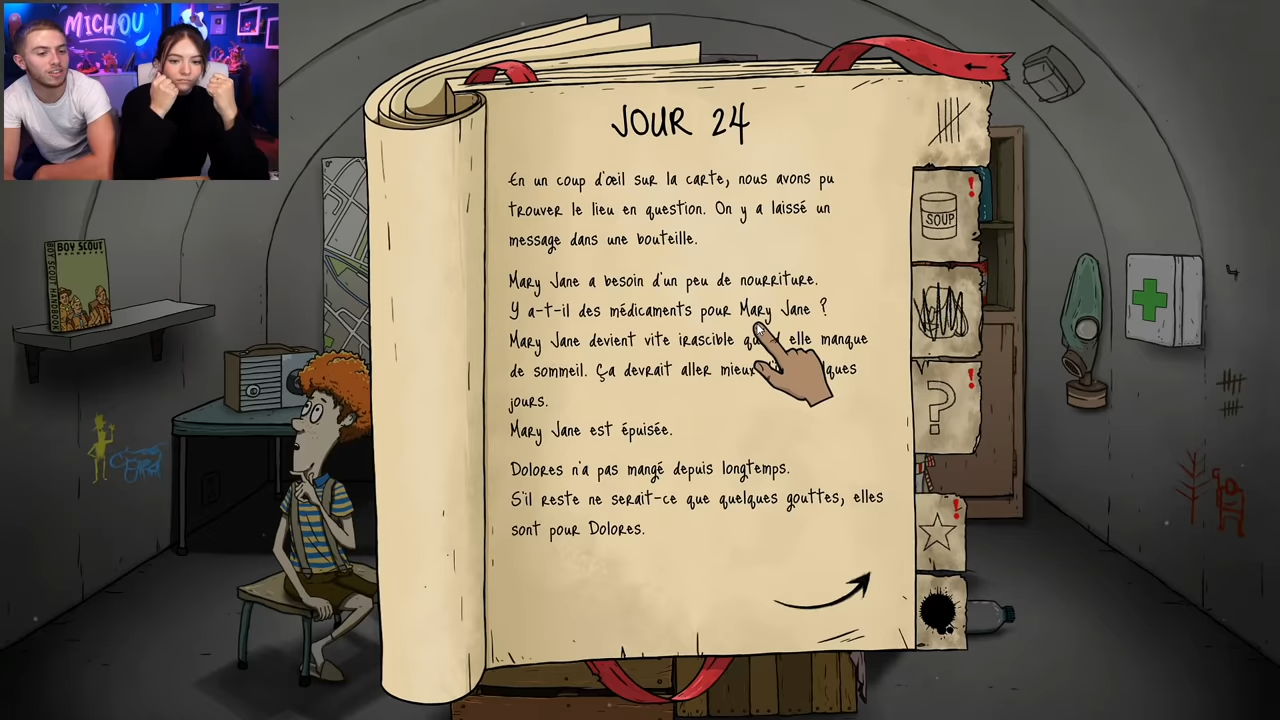 MICHOU
JOUR 24
En un coup d'œil sur la carte, nous avons pu
trouver le lieu en question. On y a laissé un
message dans une bouteille.
Mary Jane a besoin d'un peu de nourriture.
Y a-t-il des médicaments pour Mary Jane ?
Mary Jane devient vite irascible elle manque
de sommeil. Ça devrait aller mieux
jours.
Mary Jane est épuisée.
Dolores n'a pas mangé depuis longtemps.
S'il reste ne serait-ce que quelques gouttes, elles
sont pour Dolores.
SOUP
!
?
!
!
BOY SCOUT
BOY SCOUT HANDBOOK